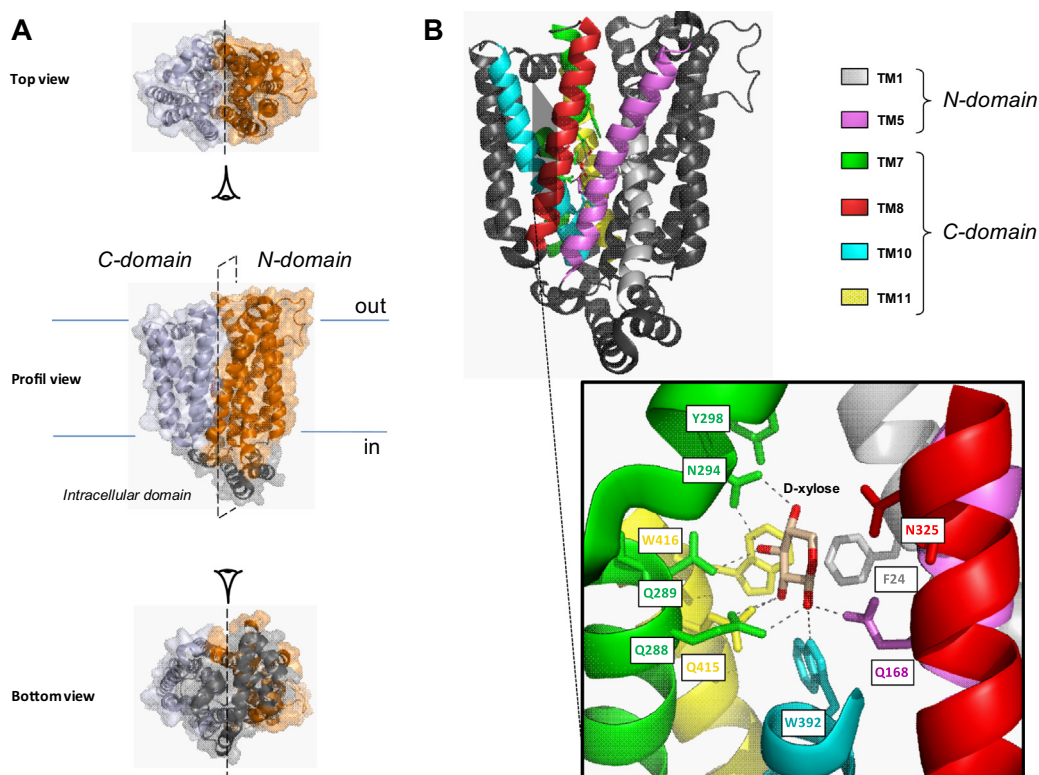 A
Top view
C-domain
N-domain
out
Profil view
in
Intracellular domain
Bottom view
B
TM1
TM5
N-domain
TM7
TM8
TM10
TM11
C-domain
Y298
N294
D-xylose
W416
N325
F24
Q289
Q288
Q415
Q168
W392